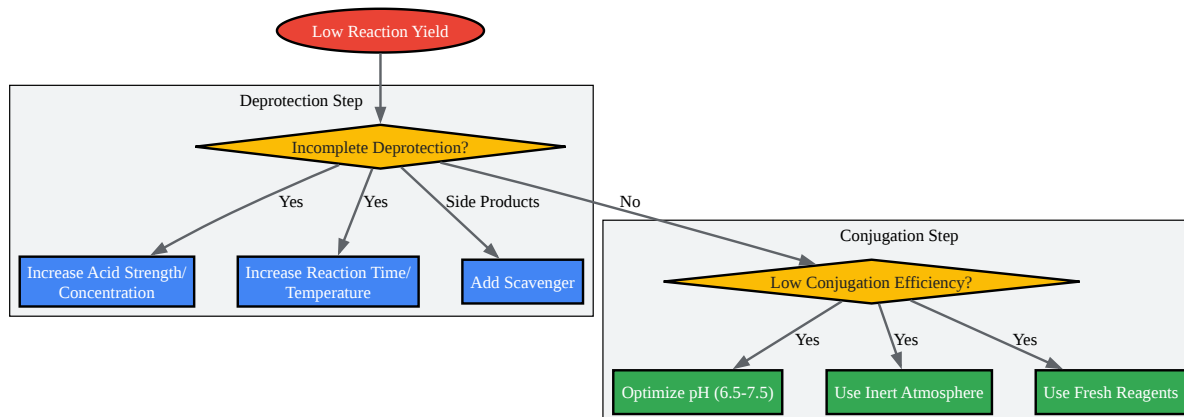 Low Reaction Yield
Deprotection Step
Incomplete Deprotection?
Yes
Yes
Side Products
No
Increase Acid Strength/
Concentration
Increase Reaction Time/
Temperature
Add Scavenger
Conjugation Step
Low Conjugation Efficiency?
Yes
Yes
Yes
Optimize pH (6.5-7.5)
Use Inert Atmosphere
Use Fresh Reagents